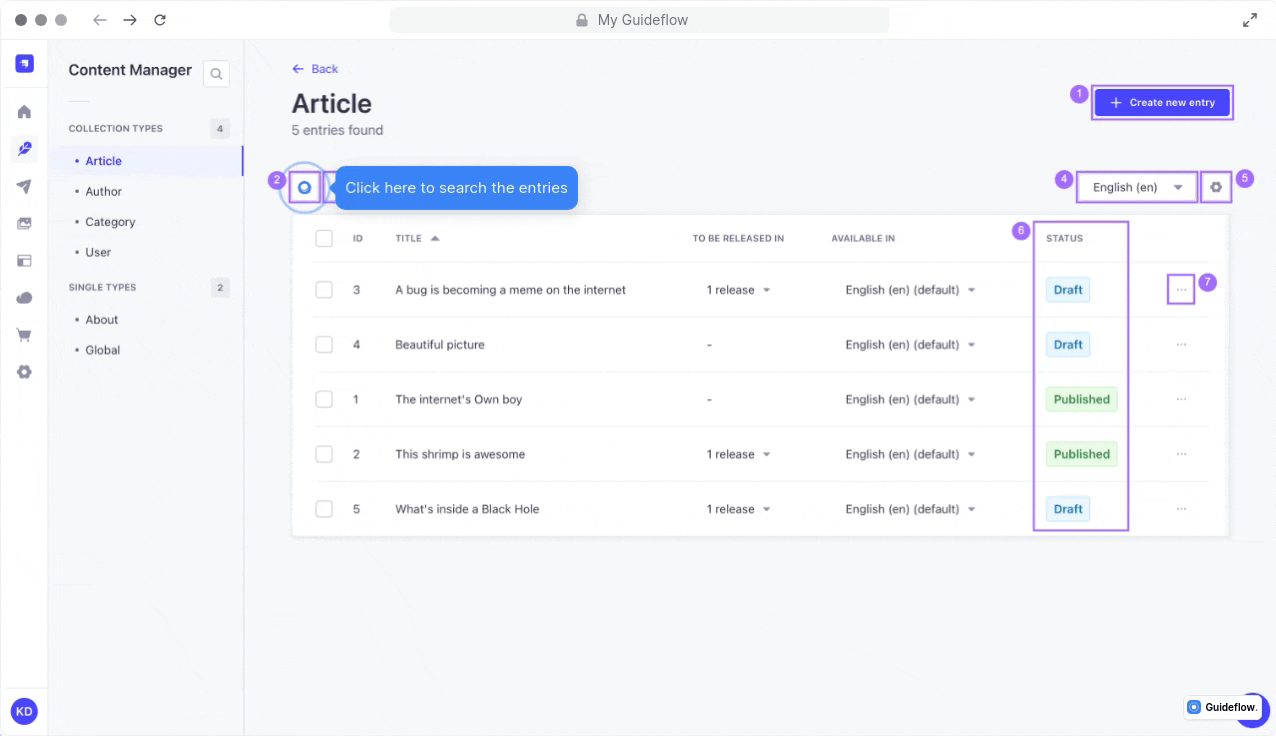 My Guideflow
Content Manager
COLLECTION TYPES 4
• Article
• Author
• Category
• User
SINGLE TYPES 2
• About
• Global
KD
Back
Article
5 entries found
1
Create new entry
2
Click here to search the entries
4
English (en)
5
6
ID TITLE TO BE RELEASED IN AVAILABLE IN STATUS
3 A bug is becoming a meme on the internet 1 release English (en) (default) Draft ...
7
4 Beautiful picture - English (en) (default) Draft ...
1 The internet's Own boy - English (en) (default) Published ...
2 This shrimp is awesome 1 release English (en) (default) Published ...
5 What's inside a Black Hole 1 release English (en) (default) Draft ...
Guideflow.